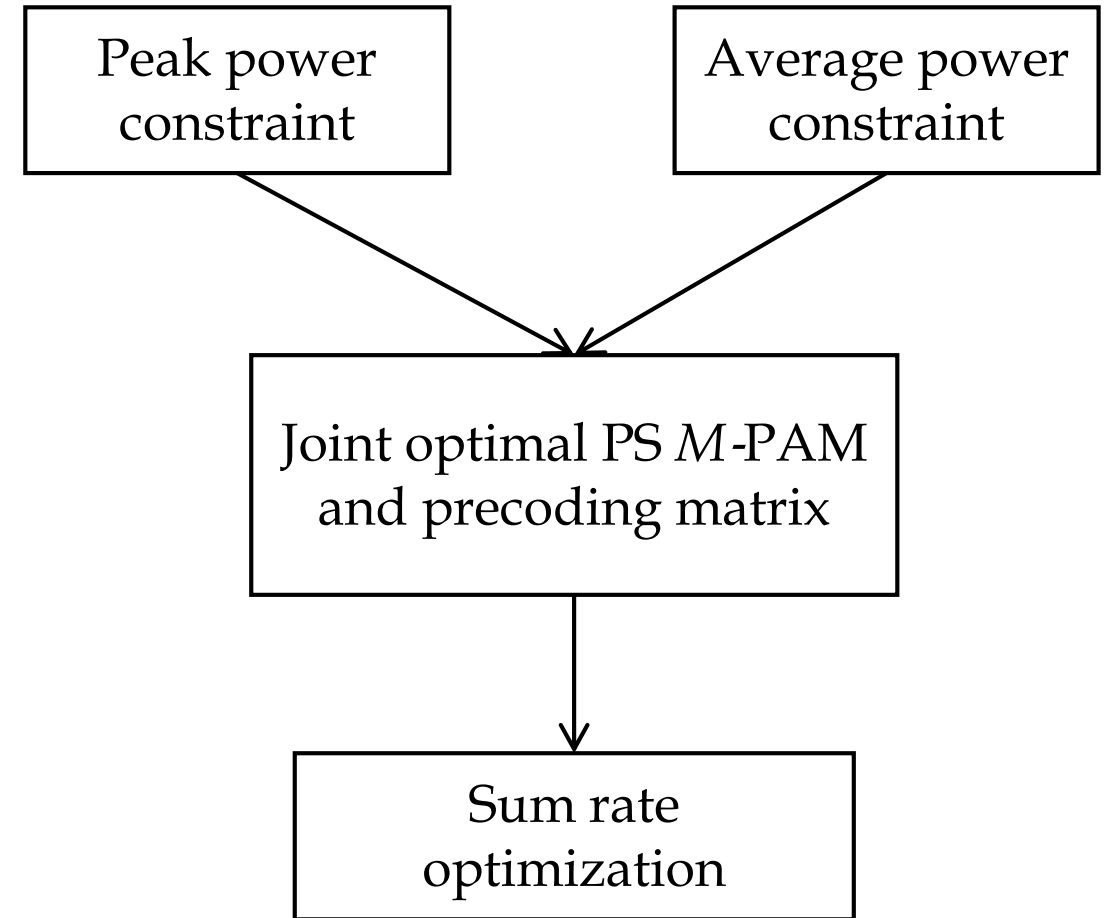 Peak power
constraint
Average power
constraint
Joint optimal PS M-PAM
and precoding matrix
Sum rate
optimization